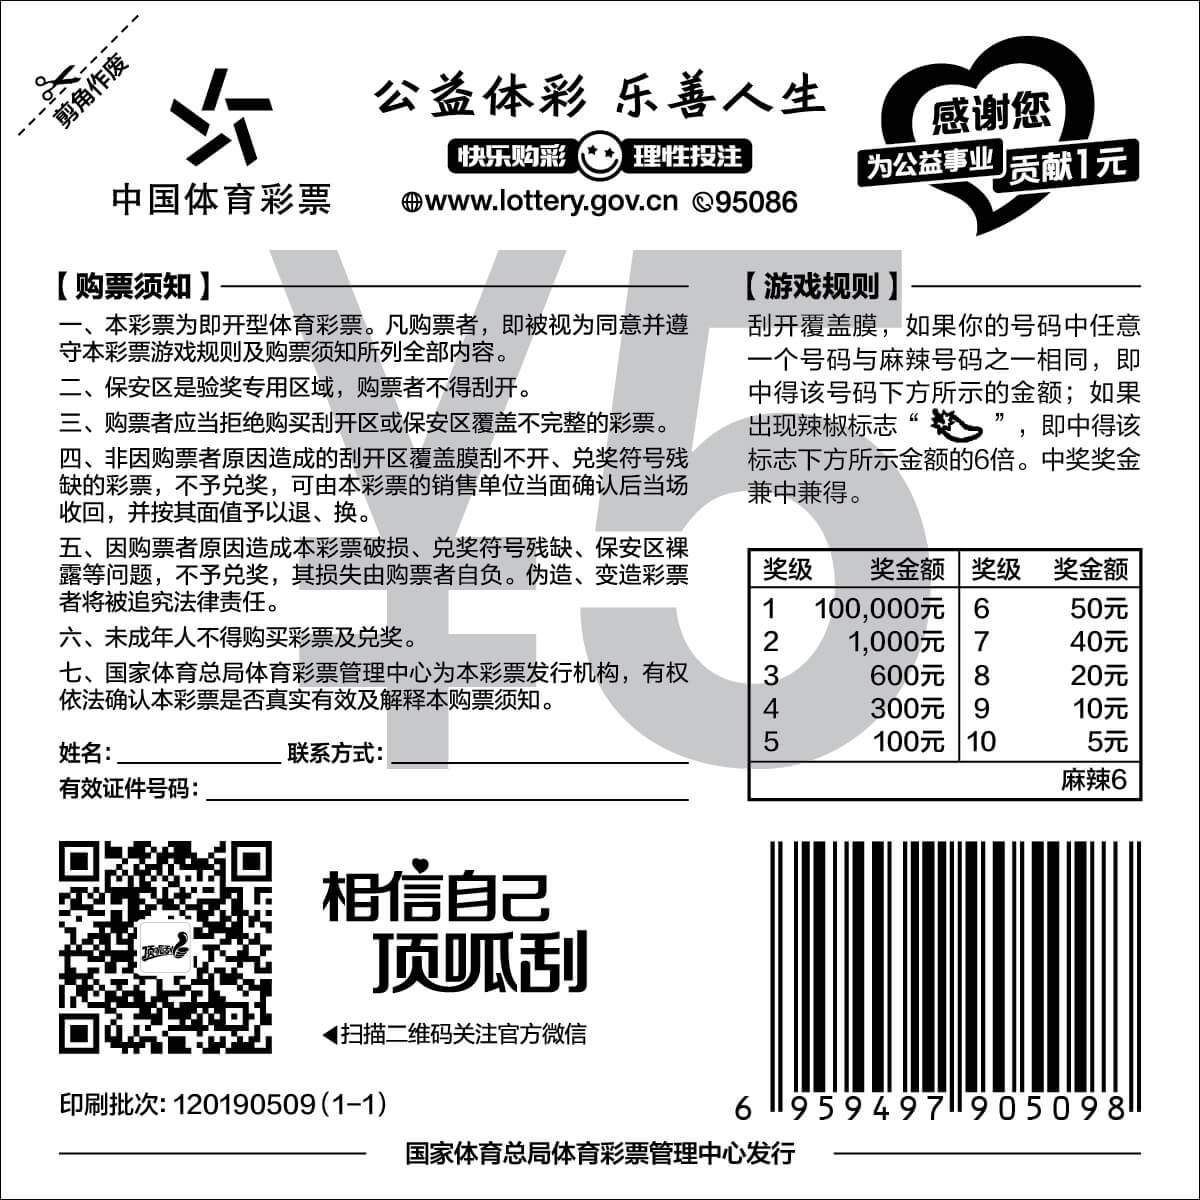 剪角作废
中国体育彩票
公益体彩 乐善人生
快乐购彩 理性投注
www.lottery.gov.cn 95086
感谢您
为公益事业 贡献1元
¥5
【购票须知】
一、本彩票为即开型体育彩票。凡购票者，即被视为同意并遵
守本彩票游戏规则及购票须知所列全部内容。
二、保安区是验奖专用区域，购票者不得刮开。
三、购票者应当拒绝购买刮开区或保安区覆盖不完整的彩票。
四、非因购票者原因造成的刮开区覆盖膜刮不开、兑奖符号残
缺的彩票，不予兑奖，可由本彩票的销售单位当面确认后当场
收回，并按其面值予以退、换。
五、因购票者原因造成本彩票破损、兑奖符号残缺、保安区裸
露等问题，不予兑奖，其损失由购票者自负。伪造、变造彩票
者将被追究法律责任。
六、未成年人不得购买彩票及兑奖。
七、国家体育总局体育彩票管理中心为本彩票发行机构，有权
依法确认本彩票是否真实有效及解释本购票须知。
姓名： 联系方式：
有效证件号码：
【游戏规则】
刮开覆盖膜，如果你的号码中任意
一个号码与麻辣号码之一相同，即
中得该号码下方所示的金额；如果
出现辣椒标志“ ”，即中得该
标志下方所示金额的6倍。中奖奖金
兼中兼得。
奖级 奖金额 奖级 奖金额
1 100,000元 6 50元
2 1,000元 7 40元
3 600元 8 20元
4 300元 9 10元
5 100元 10 5元
麻辣6
顶呱刮
相信自己
顶呱刮
扫描二维码关注官方微信
印刷批次：120190509（1-1）
6 959497 905098
国家体育总局体育彩票管理中心发行